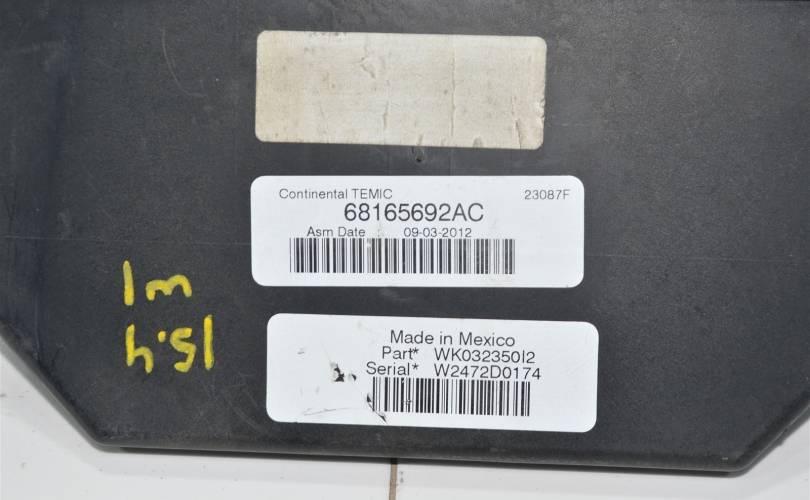 Continental TEMIC 23087F
68165692AC
Asm Date : 09-03-2012
Made in Mexico
Part* WK032350I2
Serial* W2472D0174
1m
15.4